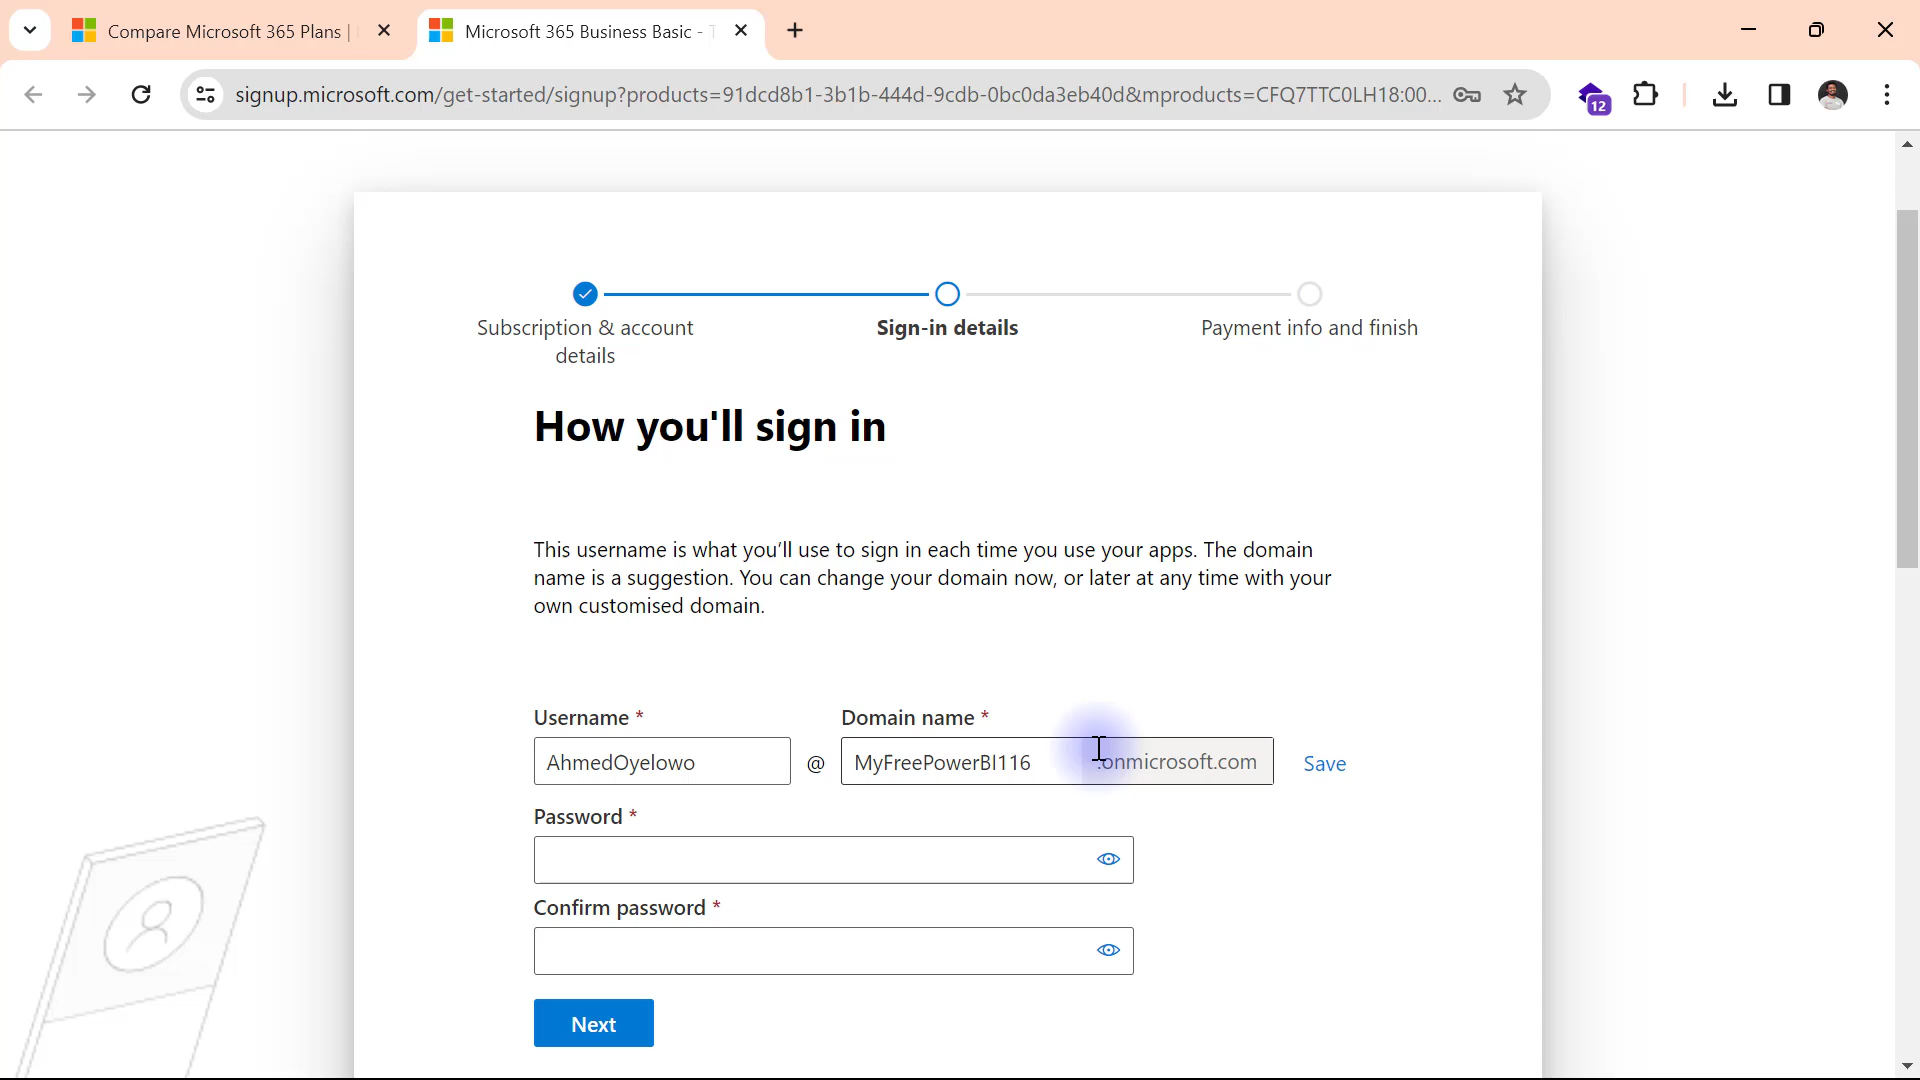 Compare Microsoft 365 Plans |
Microsoft 365 Business Basic -
signup.microsoft.com/get-started/signup?products=91dcd8b1-3b1b-444d-9cdb-0bc0da3eb40d&mproducts=CFQ7TTC0LH18:00...
12
Subscription & account
details
Sign-in details
Payment info and finish
How you'll sign in
This username is what you'll use to sign in each time you use your apps. The domain
name is a suggestion. You can change your domain now, or later at any time with your
own customised domain.
Username *
Domain name *
AhmedOyelowo
@
MyFreePowerBI116
.onmicrosoft.com
Save
Password *
Confirm password *
Next